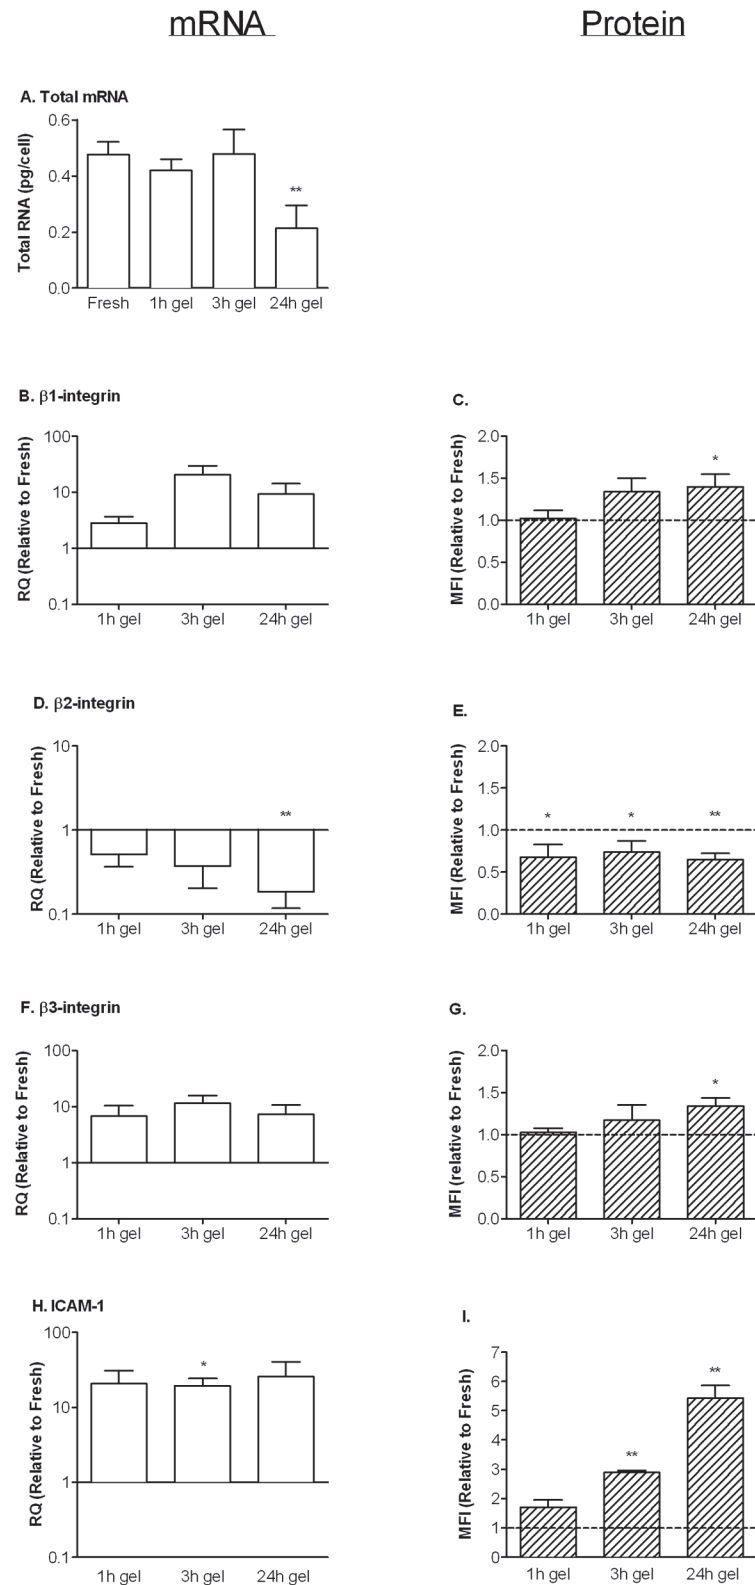 mRNA Protein
A. Total mRNA
Total RNA (pg/cell)
0.6
0.4
0.2
0.0
**
Fresh 1h gel 3h gel 24h gel
B. β1-integrin
RQ (Relative to Fresh)
100
10
1
0.1
1h gel 3h gel 24h gel
C.
MFI (Relative to Fresh)
2.0
1.5
1.0
0.5
0.0
*
1h gel 3h gel 24h gel
D. β2-integrin
RQ (Relative to Fresh)
10
1
0.1
**
1h gel 3h gel 24h gel
E.
MFI (Relative to Fresh)
2.0
1.5
1.0
0.5
0.0
* * **
1h gel 3h gel 24h gel
F. β3-integrin
RQ (Relative to Fresh)
100
10
1
0.1
1h gel 3h gel 24h gel
G.
MFI (relative to Fresh)
2.0
1.5
1.0
0.5
0.0
*
1h gel 3h gel 24h gel
H. ICAM-1
RQ (Relative to Fresh)
100
10
1
0.1
*
1h gel 3h gel 24h gel
I.
MFI (Relative to Fresh)
7
6
5
4
3
2
1
0
** **
1h gel 3h gel 24h gel